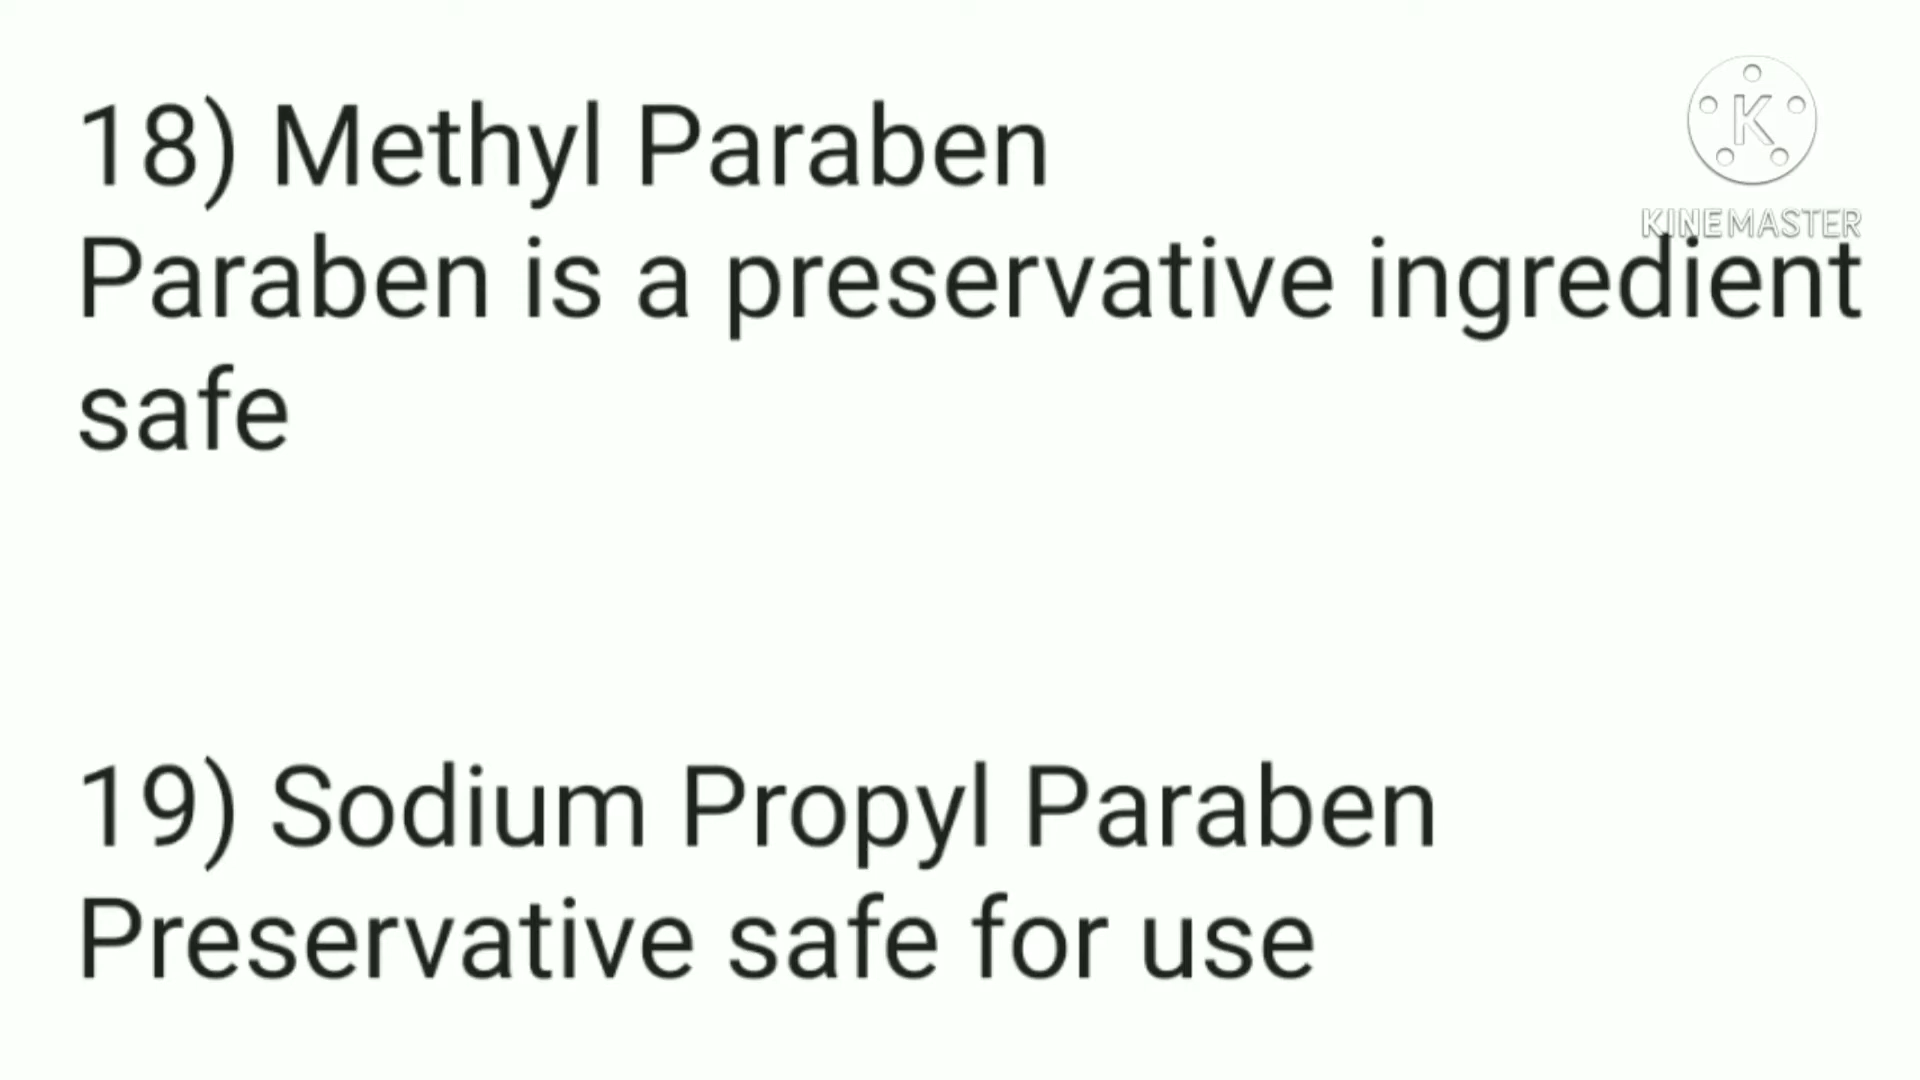 18) Methyl Paraben
K
KINEMASTER
Paraben is a preservative ingredient
safe
19) Sodium Propyl Paraben
Preservative safe for use